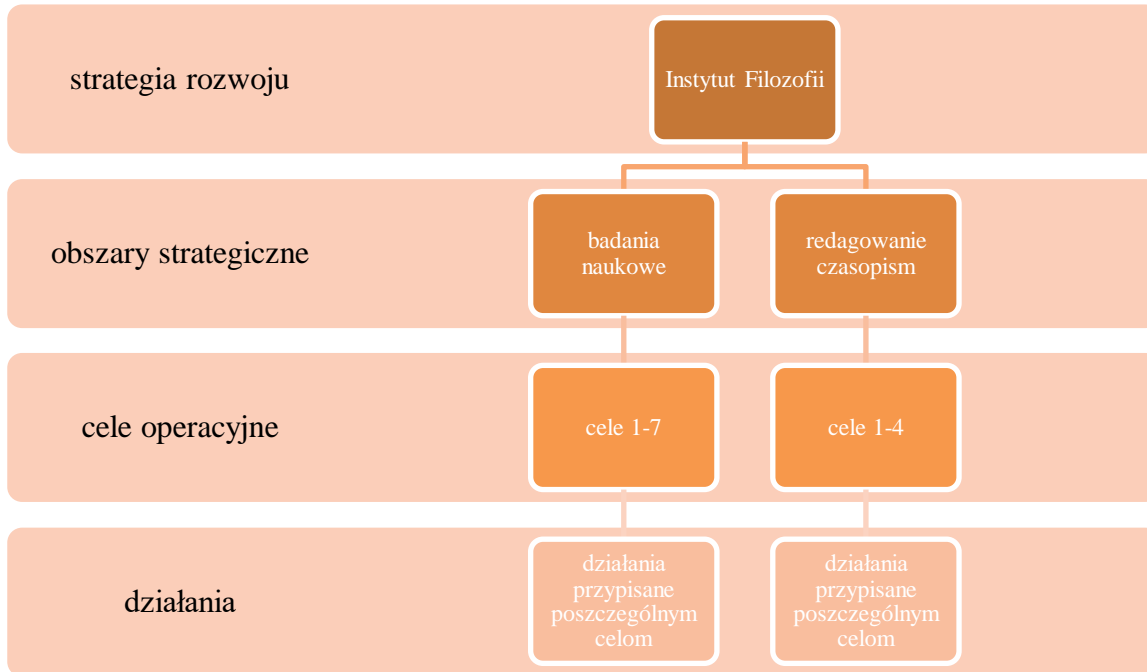 strategia rozwoju
Instytut Filozofii
obszary strategiczne
badania
naukowe
redagowanie
czasopism
cele operacyjne
cele 1-7
cele 1-4
działania
działania
przypisane
poszczególnym
celom
działania
przypisane
poszczególnym
celom